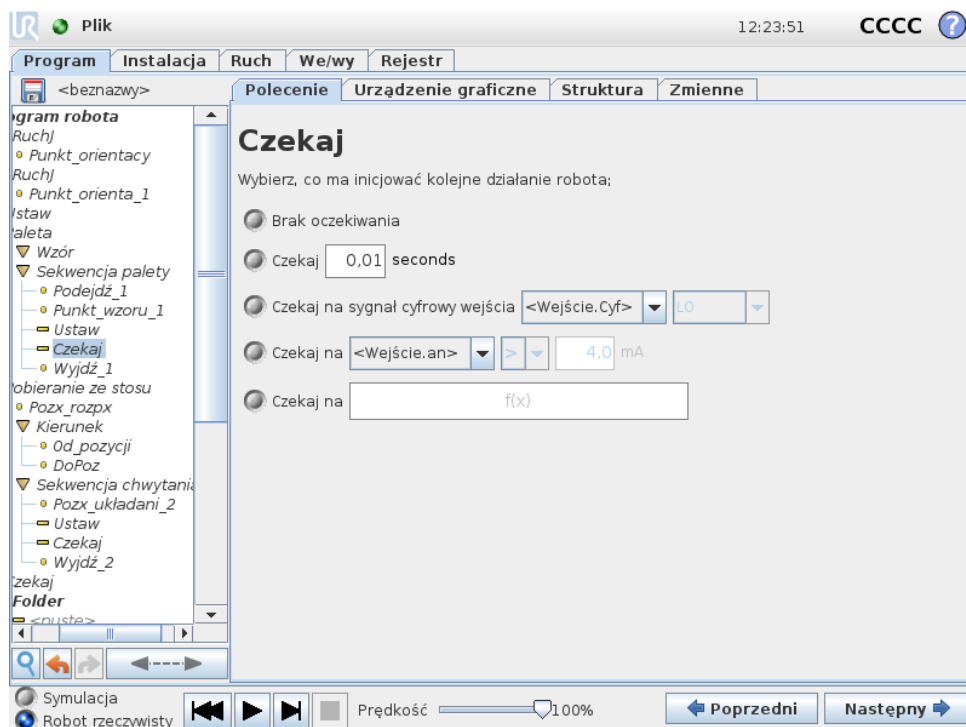 UR Plik 12:23:51 CCCC ?
Program Instalacja Ruch We/wy Rejestr
<beznazwy>
Polecenie Urządzenie graficzne Struktura Zmienne
ogram robota
RuchJ
Punkt_orientacy
RuchJ
Punkt_orienta_1
Ustaw
Paleta
Wzór
Sekwencja palety
Podejdź_1
Punkt_wzoru_1
Ustaw
Czekaj
Wyjdź_1
Pobieranie ze stosu
Pozx_rozpx
Kierunek
Od_pozycji
DoPoz
Sekwencja chwytania
Pozx_układani_2
Ustaw
Czekaj
Wyjdź_2
Czekaj
Folder
<puste>
Czekaj
Wybierz, co ma inicjować kolejne działanie robota;
Brak oczekiwania
Czekaj 0,01 seconds
Czekaj na sygnał cyfrowy wejścia <Wejście.Cyf> LO
Czekaj na <Wejście.an> > 4,0 mA
Czekaj na f(x)
Symulacja
Robot rzeczywisty
Prędkość 100%
Poprzedni Następny